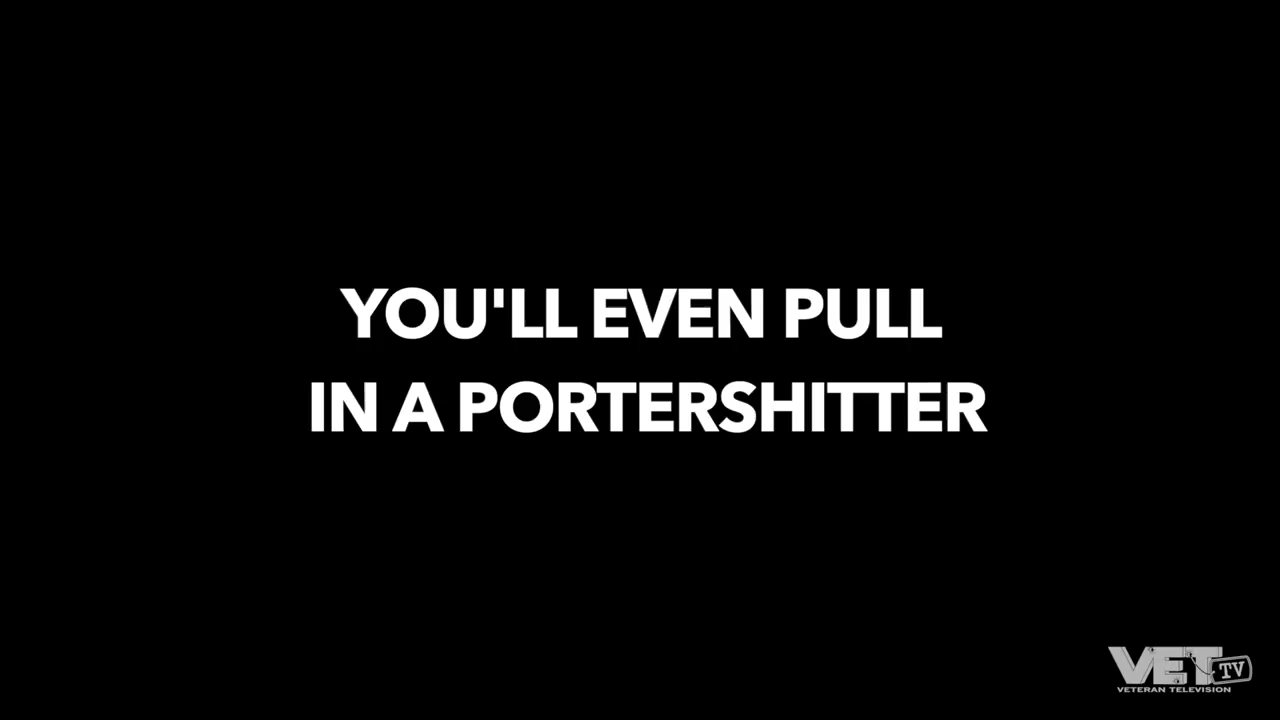 YOU'LL EVEN PULL
IN A PORTERSHITTER
VET TV
VETERAN TELEVISION